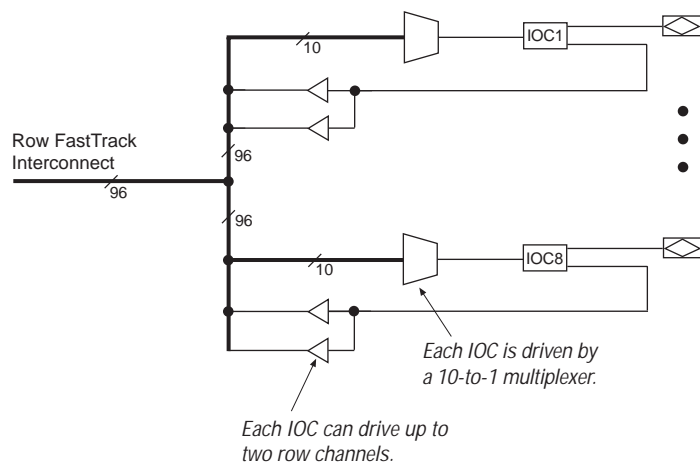 10
IOC1
Row FastTrack
Interconnect
96
96
96
10
IOC8
Each IOC is driven by
a 10-to-1 multiplexer.
Each IOC can drive up to
two row channels.